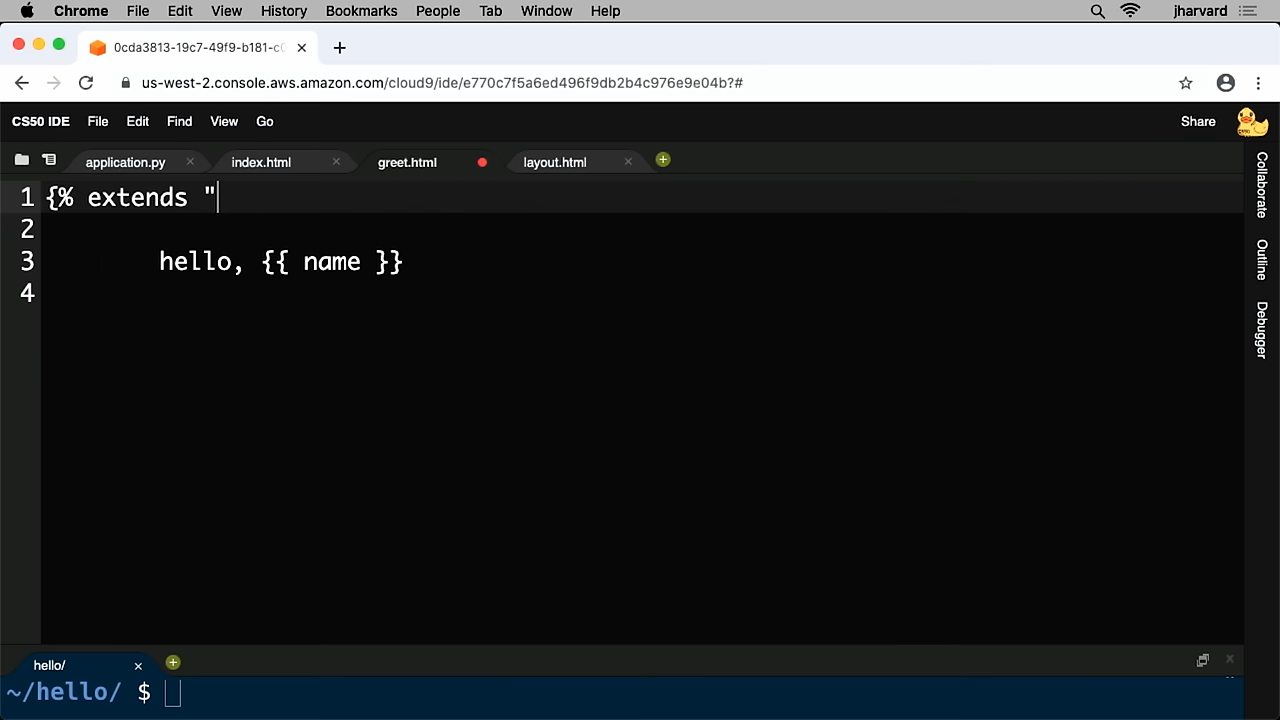 Chrome File Edit View History Bookmarks People Tab Window Help jharvard
0cda3813-19c7-49f9-b181-c0
us-west-2.console.aws.amazon.com/cloud9/ide/e770c7f5a6ed496f9db2b4c976e9e04b?#
CS50 IDE File Edit Find View Go Share
application.py index.html greet.html layout.html
1 {% extends "
2
3 hello, {{ name }}
4
Collaborate
Outline
Debugger
hello/
~/hello/ $